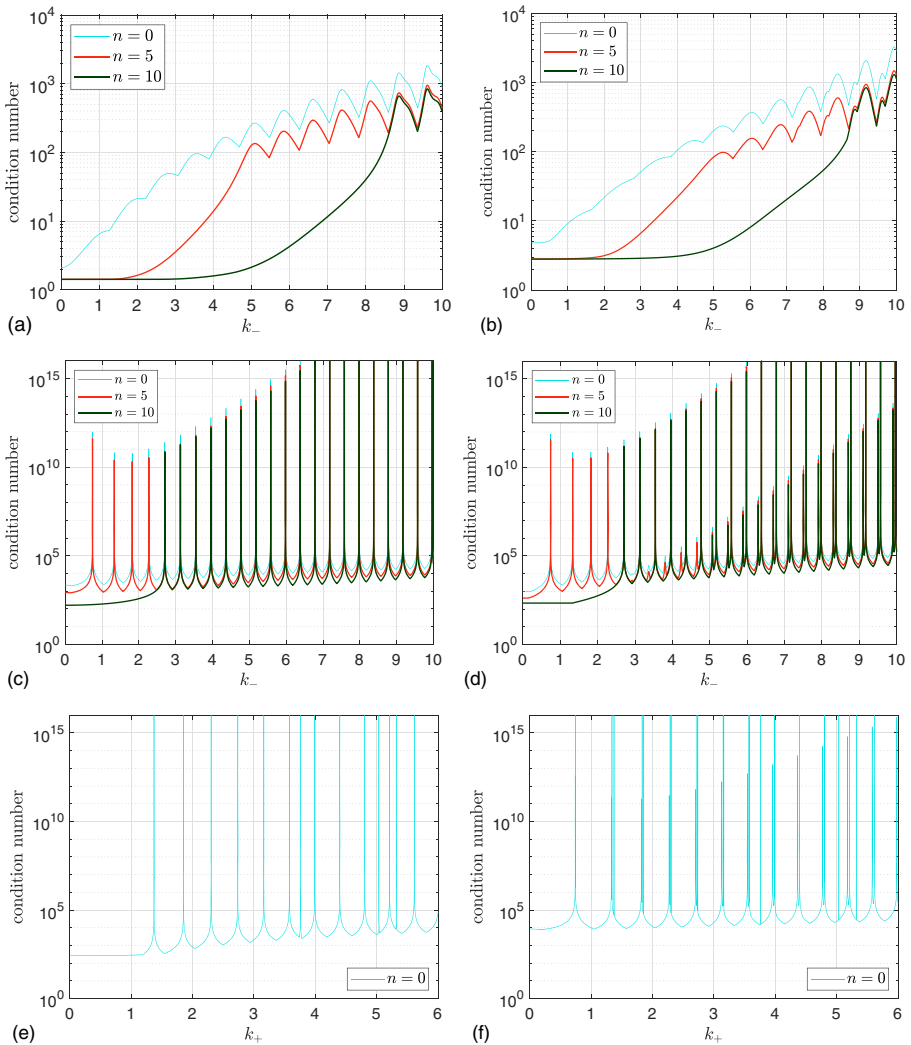 10^4
10^3
10^2
10^1
10^0
condition number
n = 0
n = 5
n = 10
0 1 2 3 4 5 6 7 8 9 10
k_-
(a)
10^4
10^3
10^2
10^1
10^0
condition number
n = 0
n = 5
n = 10
0 1 2 3 4 5 6 7 8 9 10
k_-
(b)
10^15
10^10
10^5
10^0
condition number
n = 0
n = 5
n = 10
0 1 2 3 4 5 6 7 8 9 10
k_-
(c)
10^15
10^10
10^5
10^0
condition number
n = 0
n = 5
n = 10
0 1 2 3 4 5 6 7 8 9 10
k_-
(d)
10^15
10^10
10^5
10^0
condition number
n = 0
0 1 2 3 4 5 6
k_+
(e)
10^15
10^10
10^5
10^0
condition number
n = 0
0 1 2 3 4 5 6
k_+
(f)